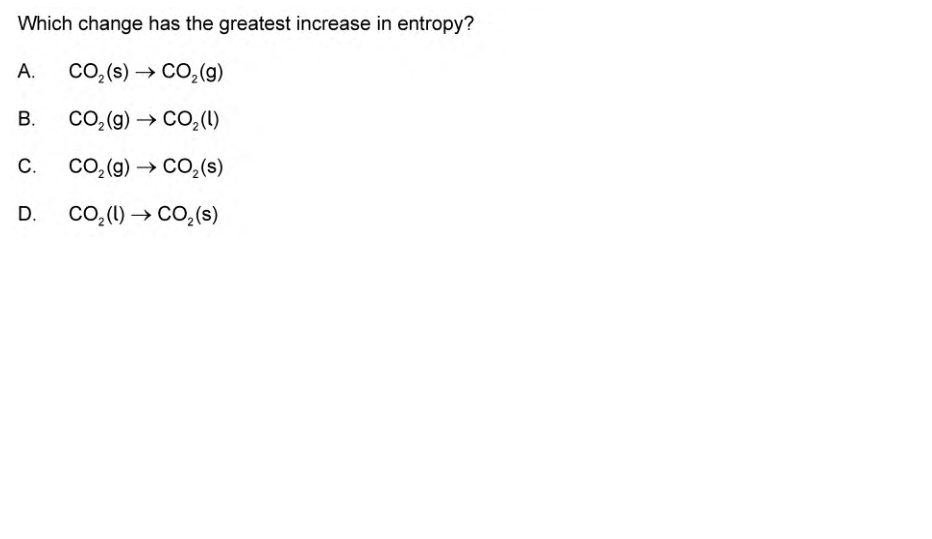 Which change has the greatest increase in entropy?
A. CO₂(s) → CO₂(g)
B. CO₂(g) → CO₂(l)
C. CO₂(g) → CO₂(s)
D. CO₂(l) → CO₂(s)